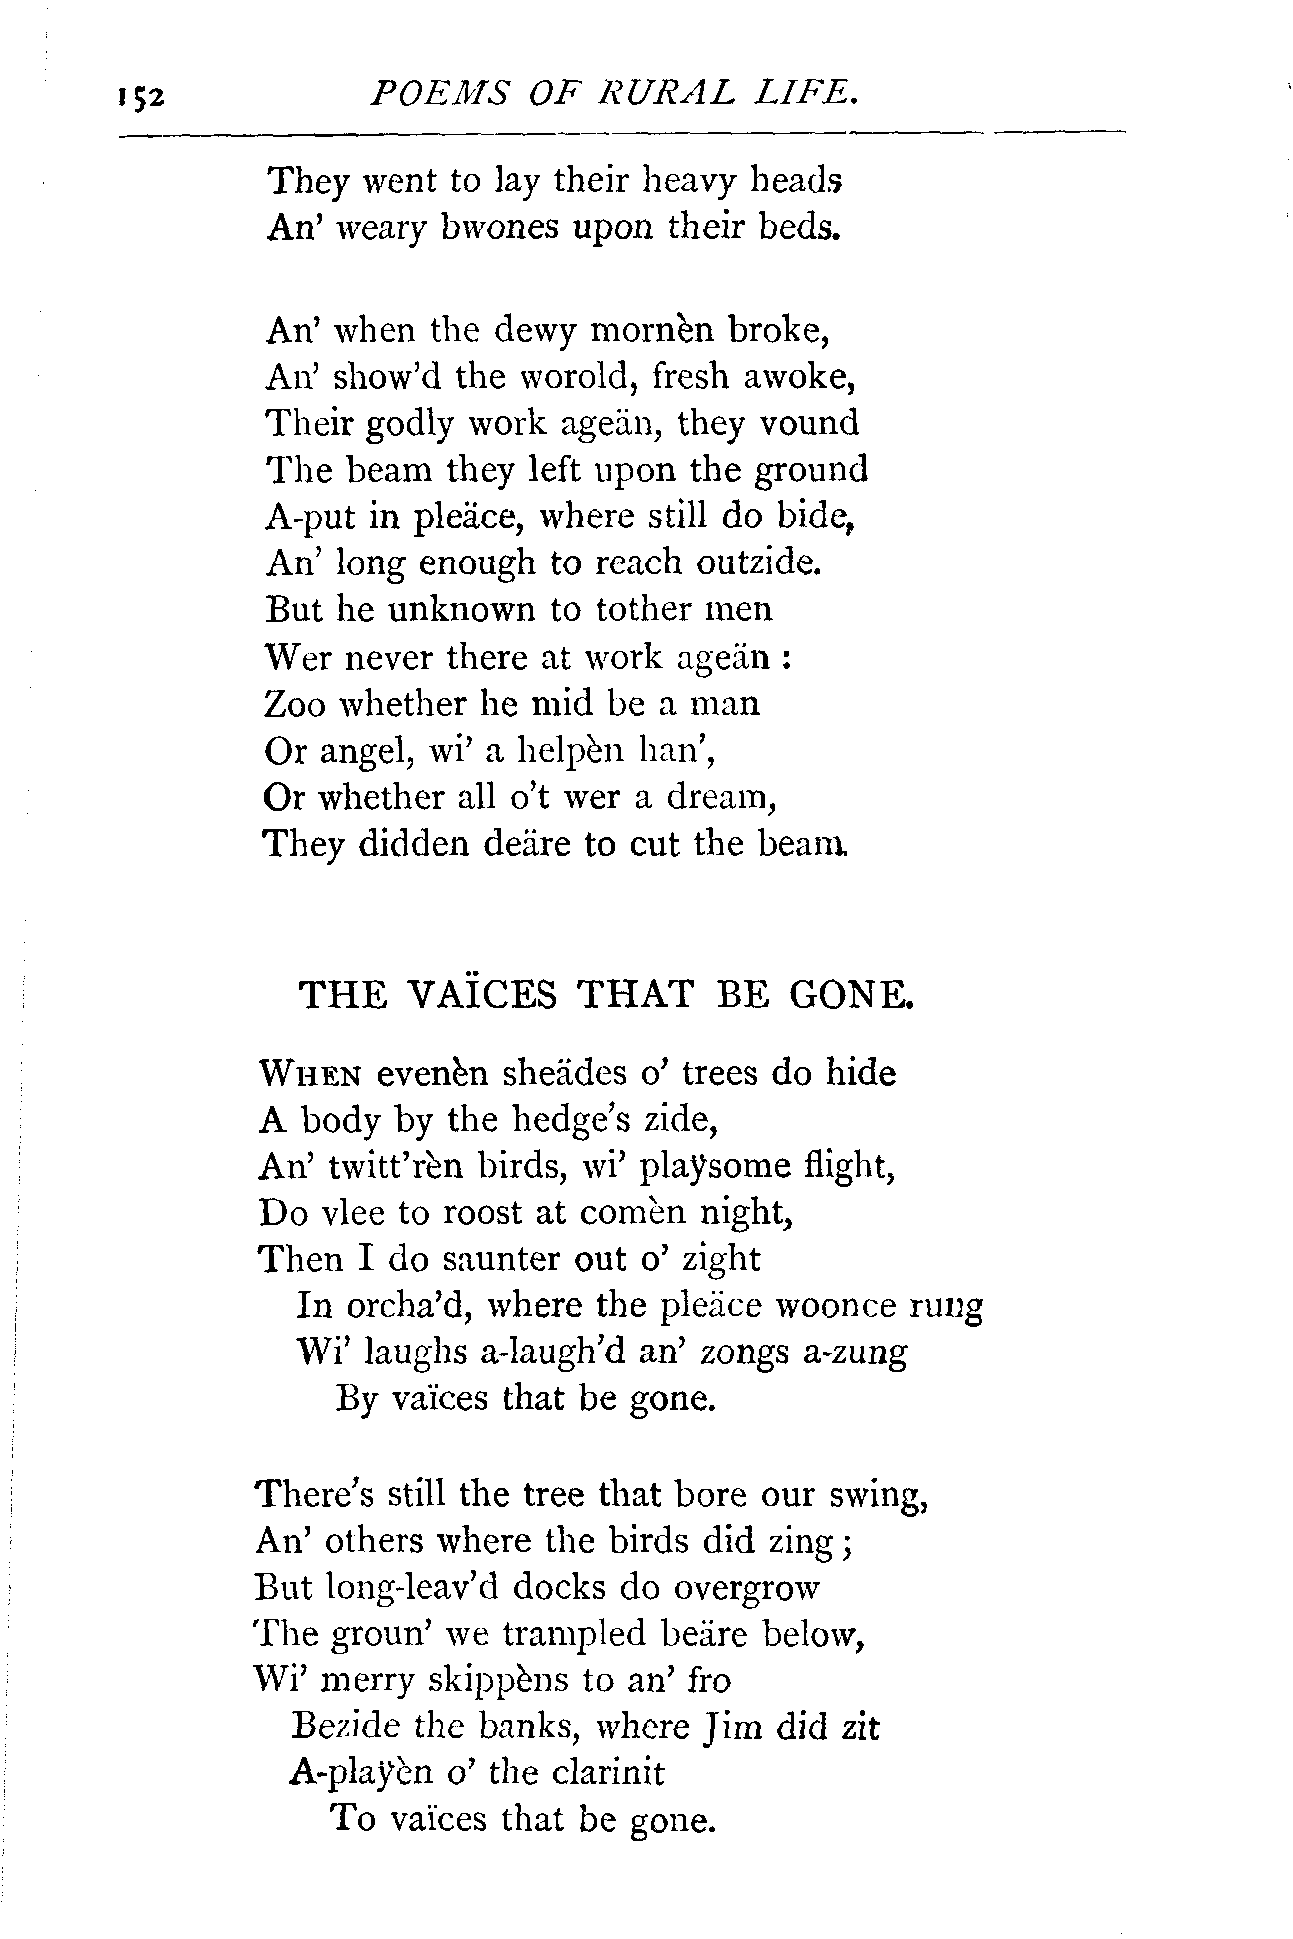 152 POEMS OF RURAL LIFE.
They went to lay their heavy heads
An' weary bwones upon their beds.
An' when the dewy mornèn broke,
An' show'd the worold, fresh awoke,
Their godly work ageän, they vound
The beam they left upon the ground
A-put in pleäce, where still do bide,
An' long enough to reach outzide.
But he unknown to tother men
Wer never there at work ageän :
Zoo whether he mid be a man
Or angel, wi' a helpèn han',
Or whether all o't wer a dream,
They didden deäre to cut the beam.
THE VAÏCES THAT BE GONE.
WHEN evenèn sheädes o' trees do hide
A body by the hedge's zide,
An' twitt'rèn birds, wi' plaÿsome flight,
Do vlee to roost at comèn night,
Then I do saunter out o' zight
In orcha'd, where the pleäce woonce rung
Wi' laughs a-laugh'd an' zongs a-zung
By vaïces that be gone.
There's still the tree that bore our swing,
An' others where the birds did zing ;
But long-leav'd docks do overgrow
The groun' we trampled beäre below,
Wi' merry skippèns to an' fro
Bezide the banks, where Jim did zit
A-plaÿèn o' the clarinit
To vaïces that be gone.